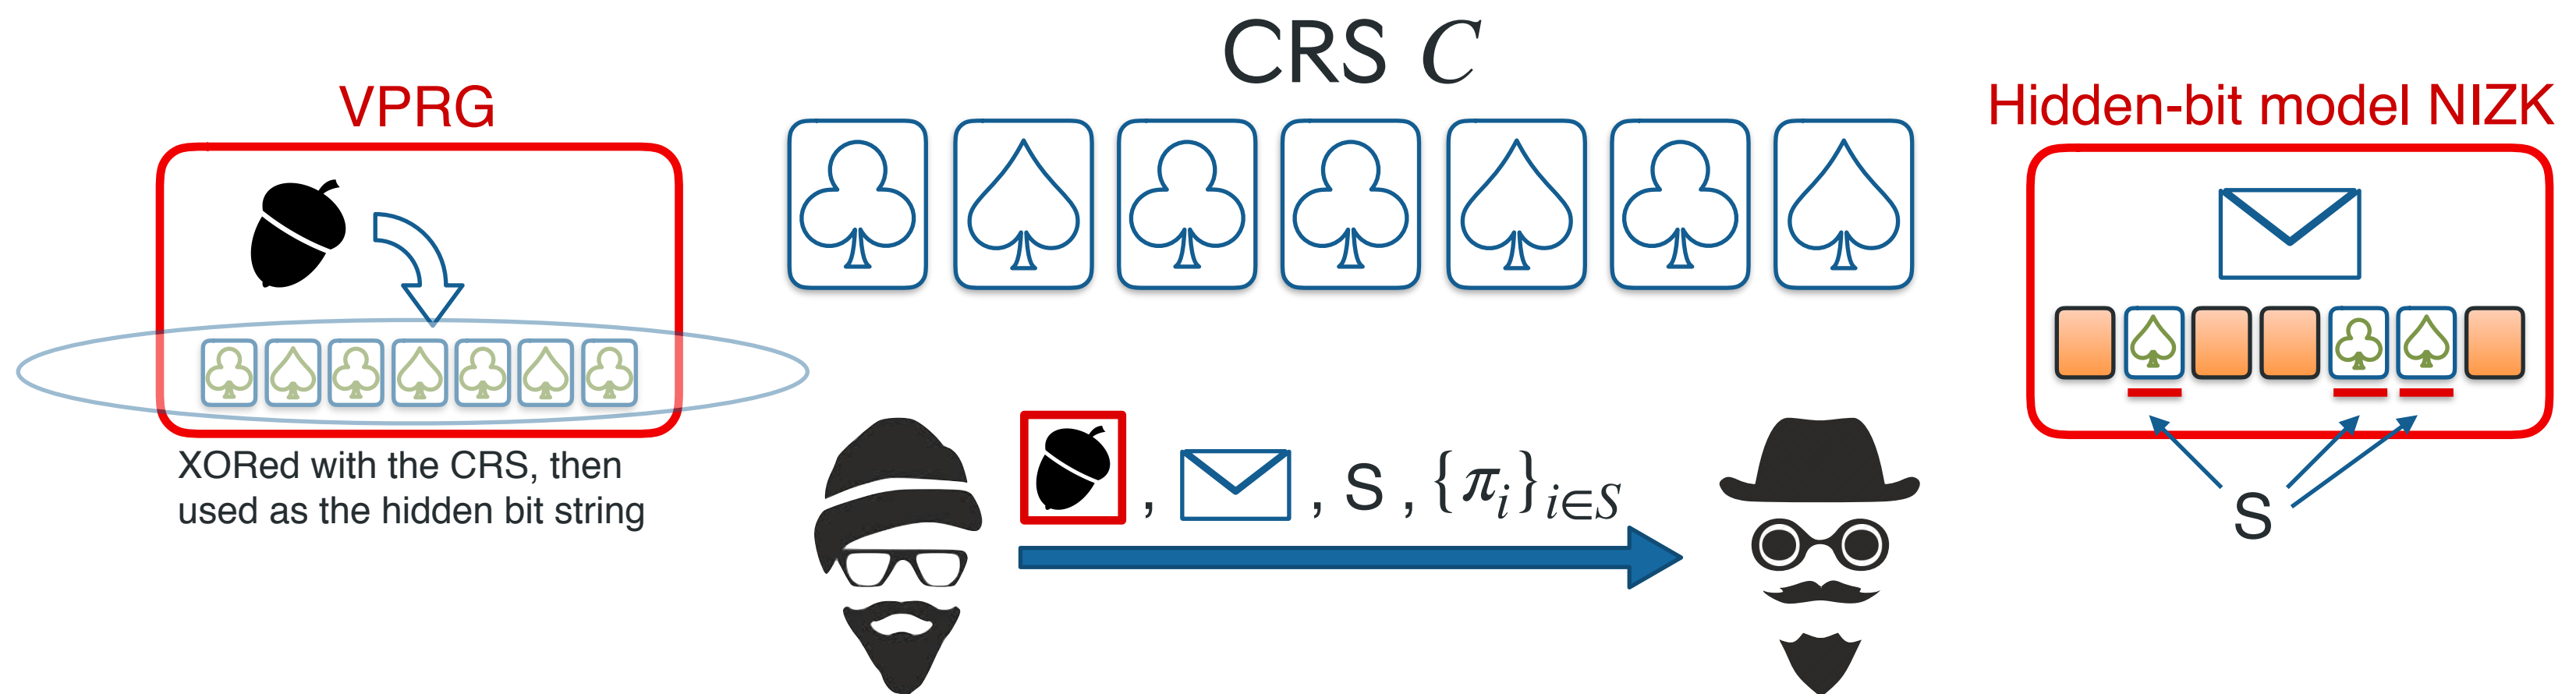 CRS C
VPRG
Hidden-bit model NIZK
XORed with the CRS, then
used as the hidden bit string
, , S , {π_i}_{i∈S}
S